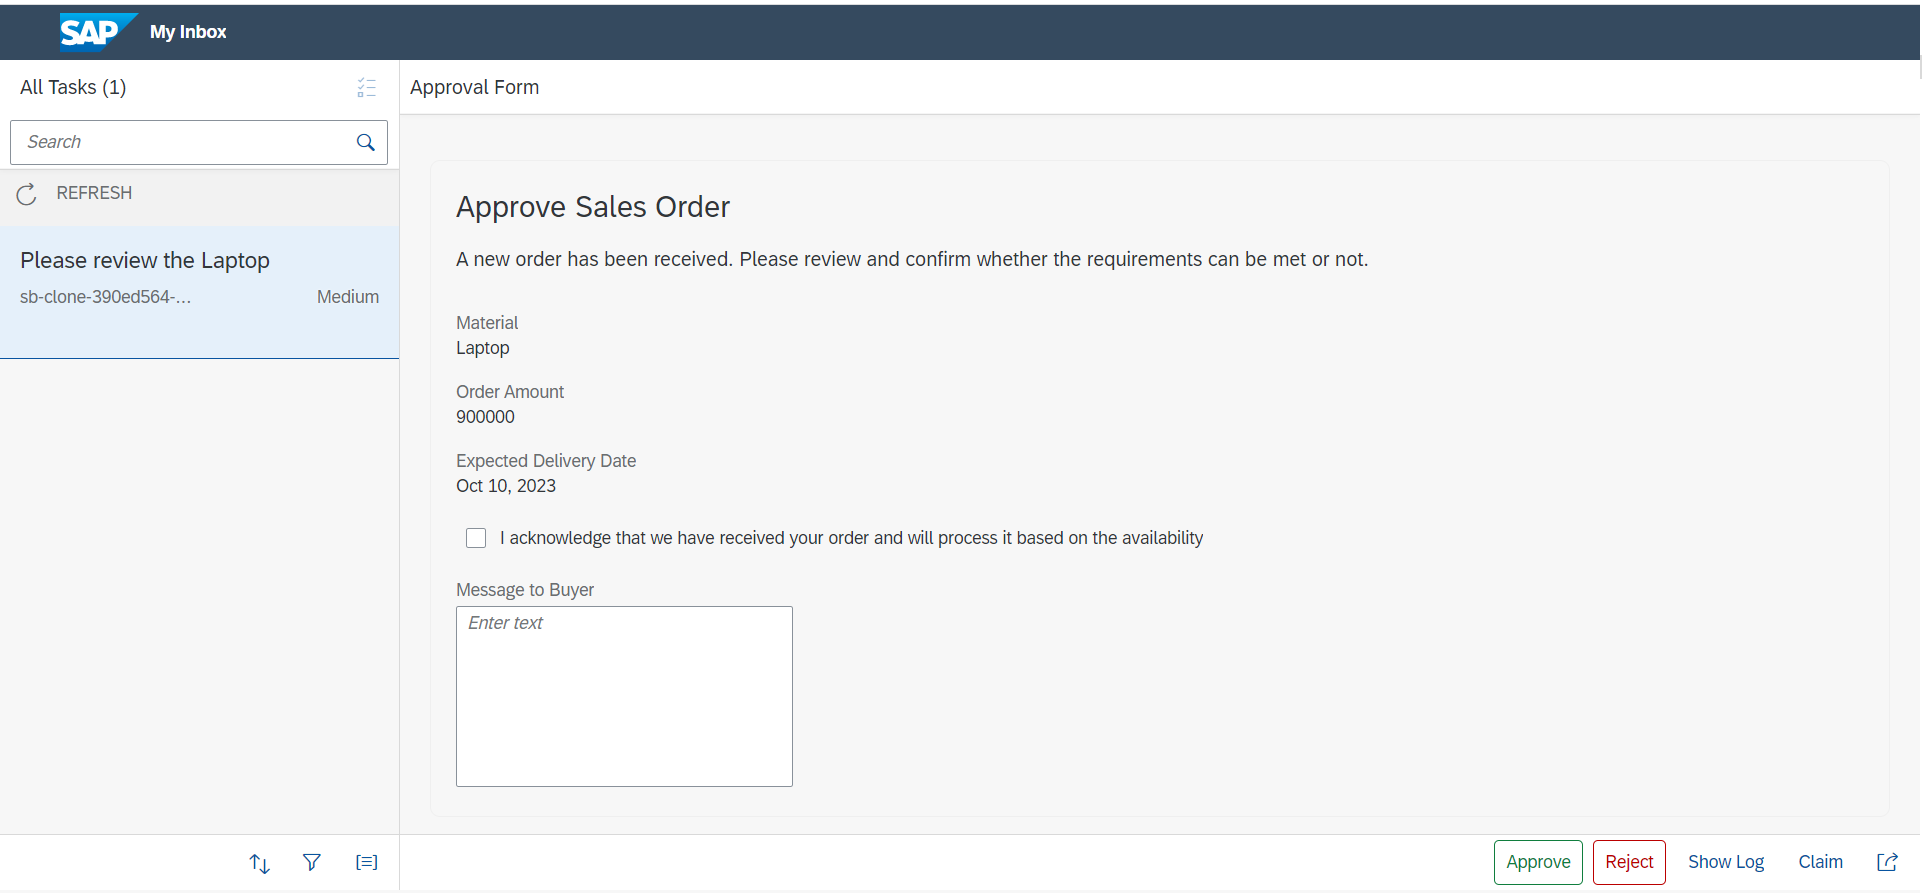 SAP My Inbox
All Tasks (1)
Search
REFRESH
Please review the Laptop
sb-clone-390ed564-... Medium
Approval Form
Approve Sales Order
A new order has been received. Please review and confirm whether the requirements can be met or not.
Material
Laptop
Order Amount
900000
Expected Delivery Date
Oct 10, 2023
I acknowledge that we have received your order and will process it based on the availability
Message to Buyer
Enter text
Approve Reject Show Log Claim